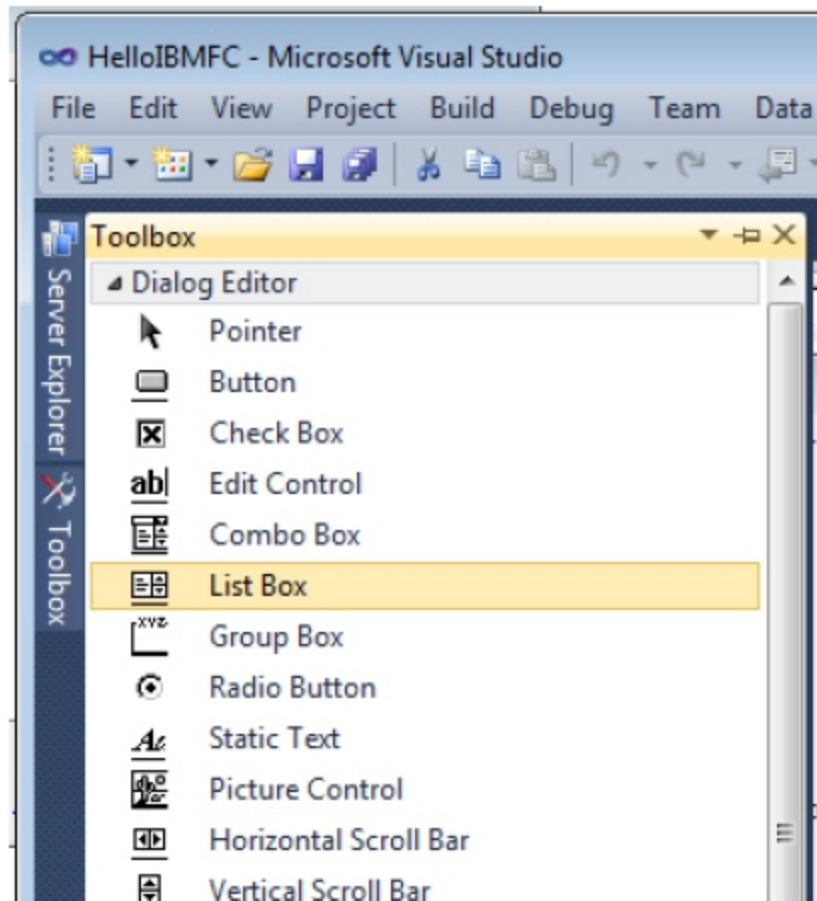 HelloIBMFC - Microsoft Visual Studio
File Edit View Project Build Debug Team Data
Server Explorer
Toolbox
Toolbox
Dialog Editor
Pointer
Button
Check Box
ab| Edit Control
Combo Box
List Box
xyz Group Box
Radio Button
Static Text
Picture Control
Horizontal Scroll Bar
Vertical Scroll Bar